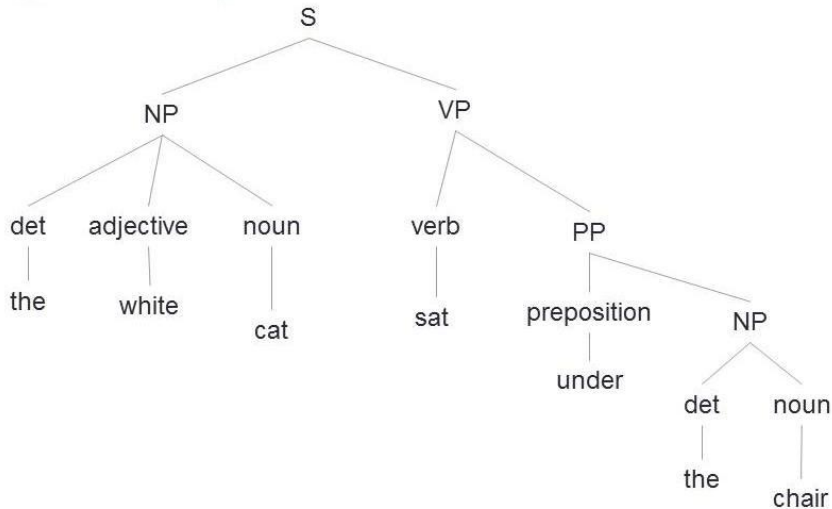 S
NP VP
det adjective noun verb PP
the white cat sat preposition NP
under det noun
the chair